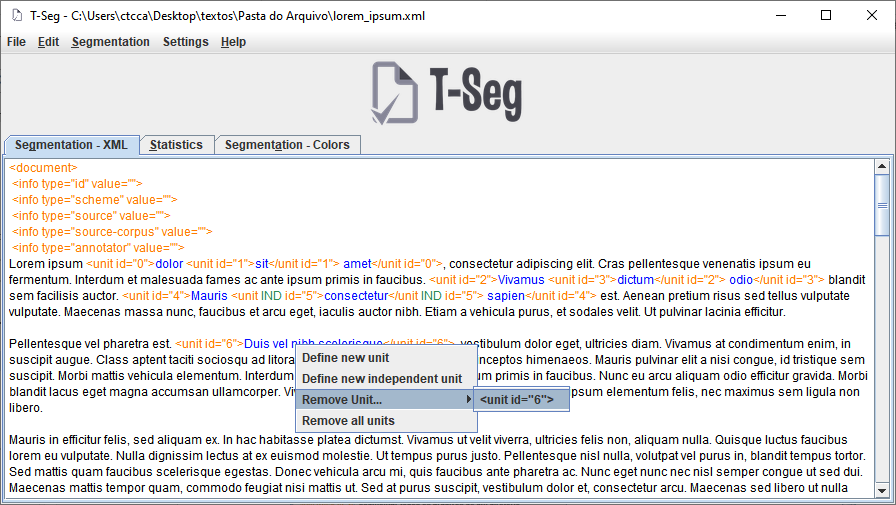 T-Seg - C:\Users\ctcca\Desktop\textos\Pasta do Arquivo\lorem_ipsum.xml
File Edit Segmentation Settings Help
T-Seg
Segmentation - XML Statistics Segmentation - Colors
<document>
<info type="id" value="">
<info type="scheme" value="">
<info type="source" value="">
<info type="source-corpus" value="">
<info type="annotator" value="">
Lorem ipsum <unit id="0">dolor <unit id="1">sit</unit id="1"> amet</unit id="0">, consectetur adipiscing elit. Cras pellentesque venenatis ipsum eu
fermentum. Interdum et malesuada fames ac ante ipsum primis in faucibus. <unit id="2">Vivamus <unit id="3">dictum</unit id="2"> odio</unit id="3"> blandit
sem facilisis auctor. <unit id="4">Mauris <unit IND id="5">consectetur</unit IND id="5"> sapien</unit id="4"> est. Aenean pretium risus sed tellus vulputate
vulputate. Maecenas massa nunc, faucibus et arcu eget, iaculis auctor nibh. Etiam a vehicula purus, et sodales velit. Ut pulvinar lacinia efficitur.
Pellentesque vel pharetra est. <unit id="6">Duis vel nibh scelerisque</unit id="6">, vestibulum dolor eget, ultricies diam. Vivamus at condimentum enim, in
suscipit augue. Class aptent taciti sociosqu ad litora nceptos himenaeos. Mauris pulvinar elit a nisi congue, id tristique sem
suscipit. Morbi mattis vehicula elementum. Interdum m primis in faucibus. Nunc eu arcu aliquam odio efficitur gravida. Morbi
blandit lacus eget magna accumsan ullamcorper. Viv psum elementum felis, nec maximus sem ligula non
libero.
Define new unit
Define new independent unit
Remove Unit... <unit id="6">
Remove all units
Mauris in efficitur felis, sed aliquam ex. In hac habitasse platea dictumst. Vivamus ut velit viverra, ultricies felis non, aliquam nulla. Quisque luctus faucibus
lorem eu vulputate. Nulla dignissim lectus at ex euismod molestie. Ut tempus purus justo. Pellentesque nisl nulla, volutpat vel purus in, blandit tempus tortor.
Sed mattis quam faucibus scelerisque egestas. Donec vehicula arcu mi, quis faucibus ante pharetra ac. Nunc eget nunc nec nisl semper congue ut sed dui.
Maecenas mattis tempor quam, commodo feugiat nisi mattis ut. Sed at purus suscipit, vestibulum dolor et, consectetur arcu. Maecenas sed libero ut nulla